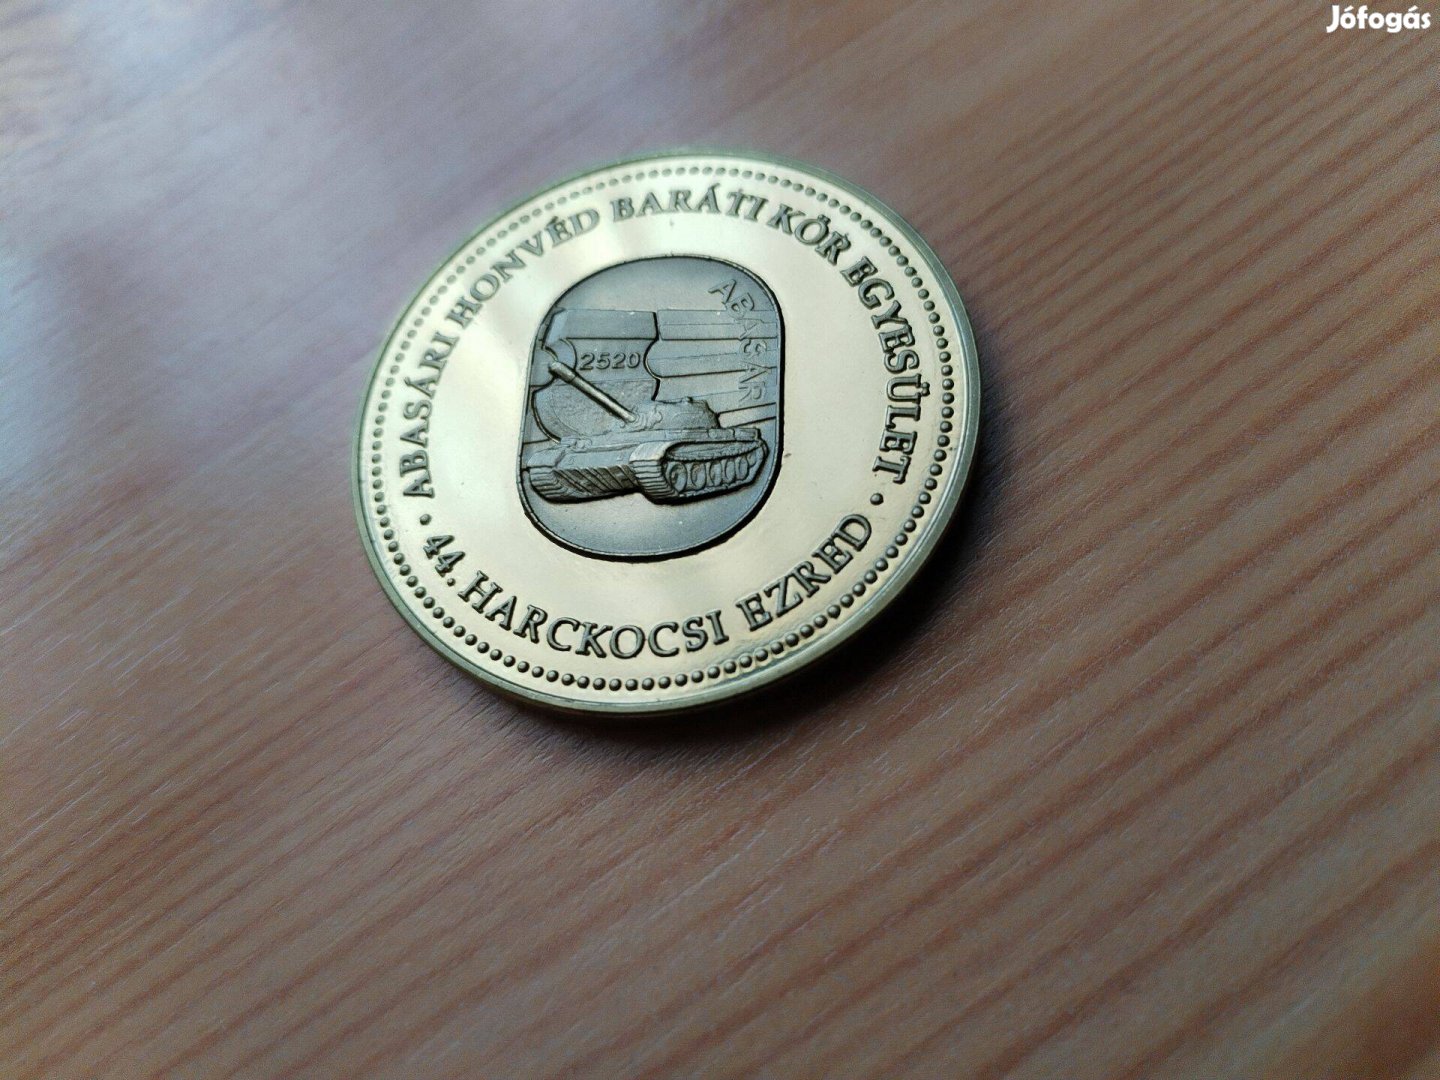 Jófogás
ABASÁRI HONVÉD BARÁTI KÖR EGYESÜLET
ABASÁR
2520
• 44. HARCKOCSI EZRED •